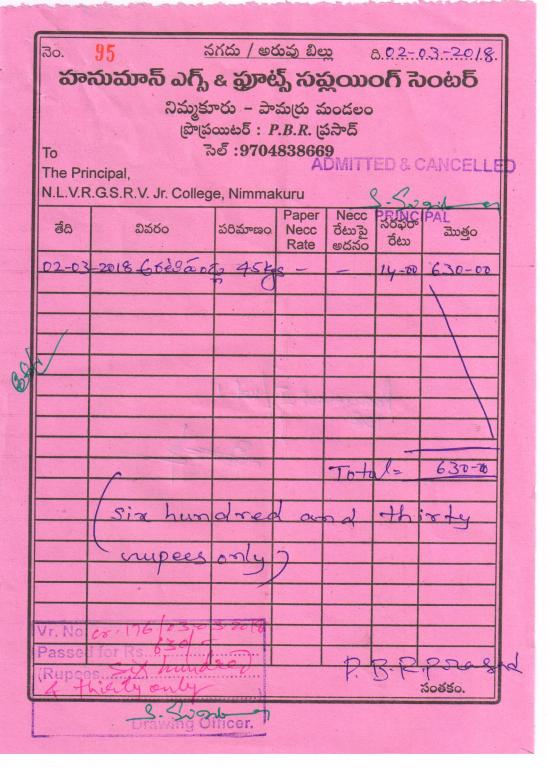 నెం. 95 నగదు / అరువు బిల్లు ది.02-03-2018
హనుమాన్ ఎగ్స్ & ఫ్రూట్స్ సప్లయింగ్ సెంటర్
నిమ్మకూరు - పామర్రు మండలం
ప్రొప్రయిటర్ : P.B.R. ప్రసాద్
సెల్ :9704838669
To
ADMITTED & CANCELLED
The Principal,
N.L.V.R.G.S.R.V. Jr. College, Nimmakuru
PRINCIPAL
తేది వివరం పరిమాణం Paper Necc Rate Necc రేటుపై అదనం సరఫరా రేటు మొత్తం
02-03-2018 అరటిపండ్లు 45kgs - - 14-00 630-00
Total= 630-00
(six hundred and thirty
rupees only)
Vr. No. cr. 176/03-03-2018
Passed for Rs. 630/-
(Rupees six hundred
& thirty only
P. B. R. Prasad
సంతకం.
Drawing Officer.